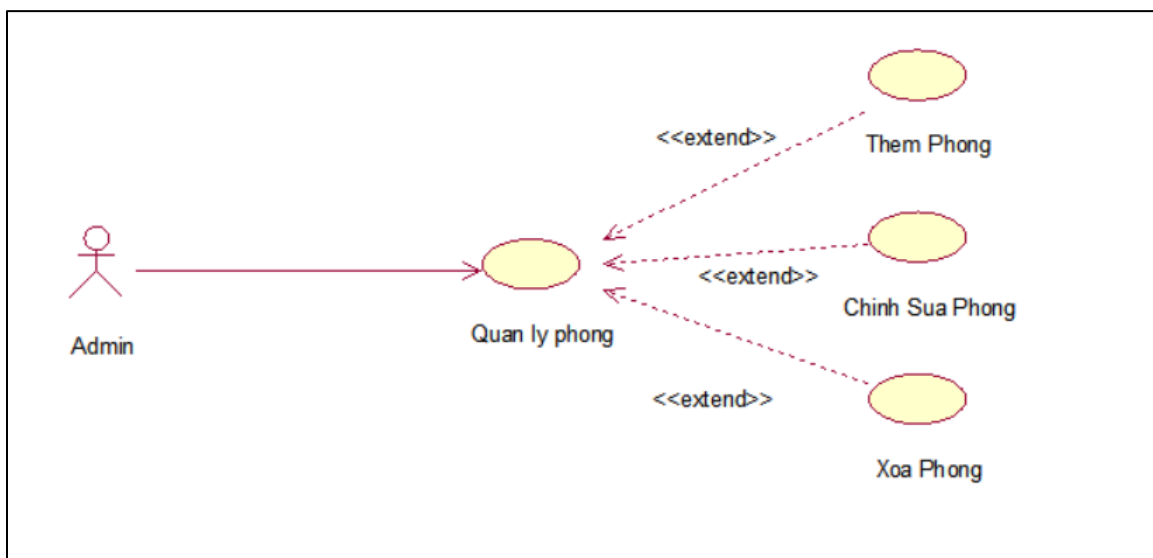 <<extend>>
Them Phong
<<extend>>
Chinh Sua Phong
Quan ly phong
Admin
<<extend>>
Xoa Phong